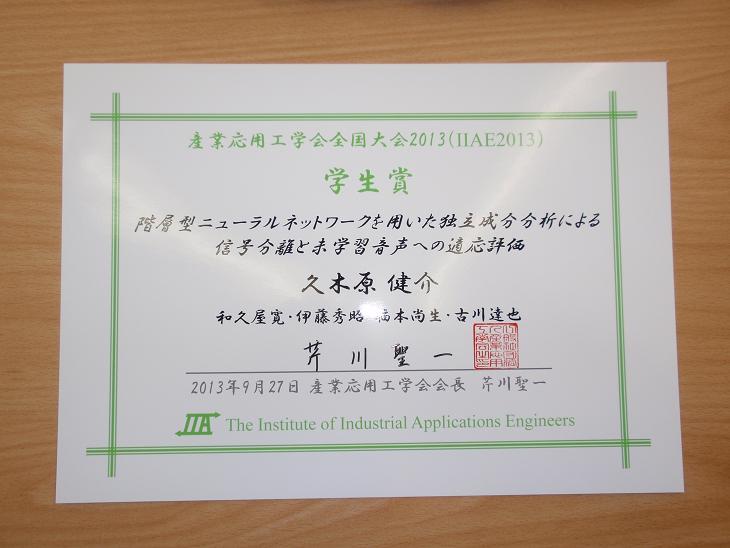 産業応用工学会全国大会2013(IIAE2013)
学生賞
階層型ニューラルネットワークを用いた独立成分分析による
信号分離と未学習音声への適応評価
久木原 健介
和久屋寛・伊藤秀昭・福本尚生・古川達也
芹川聖一
2013年9月27日 産業応用工学会会長 芹川聖一
IIAE The Institute of Industrial Applications Engineers